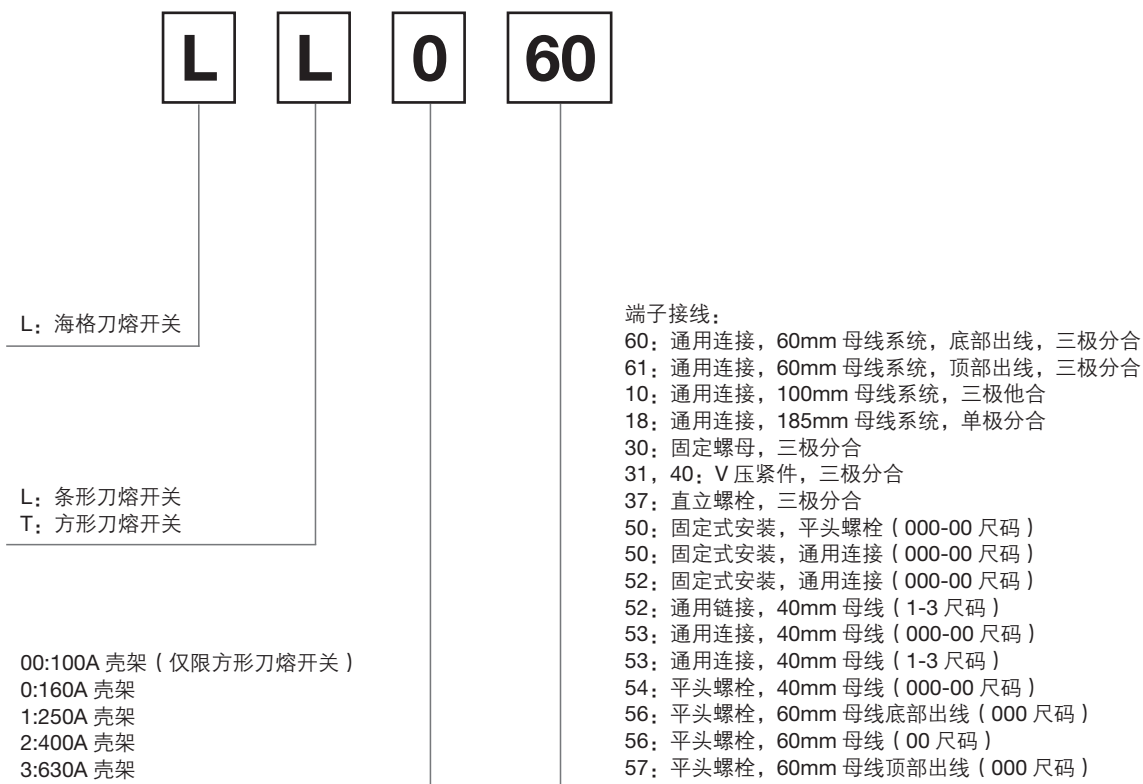 L L 0 60
L：海格刀熔开关
L：条形刀熔开关
T：方形刀熔开关
00:100A 壳架（仅限方形刀熔开关）
0:160A 壳架
1:250A 壳架
2:400A 壳架
3:630A 壳架
端子接线：
60：通用连接，60mm 母线系统，底部出线，三极分合
61：通用连接，60mm 母线系统，顶部出线，三极分合
10：通用连接，100mm 母线系统，三极他合
18：通用连接，185mm 母线系统，单极分合
30：固定螺母，三极分合
31，40：V 压紧件，三极分合
37：直立螺栓，三极分合
50：固定式安装，平头螺栓（000-00 尺码）
50：固定式安装，通用连接（000-00 尺码）
52：固定式安装，通用连接（000-00 尺码）
52：通用链接，40mm 母线（1-3 尺码）
53：通用连接，40mm 母线（000-00 尺码）
53：通用连接，40mm 母线（1-3 尺码）
54：平头螺栓，40mm 母线（000-00 尺码）
56：平头螺栓，60mm 母线底部出线（000 尺码）
56：平头螺栓，60mm 母线（00 尺码）
57：平头螺栓，60mm 母线顶部出线（000 尺码）